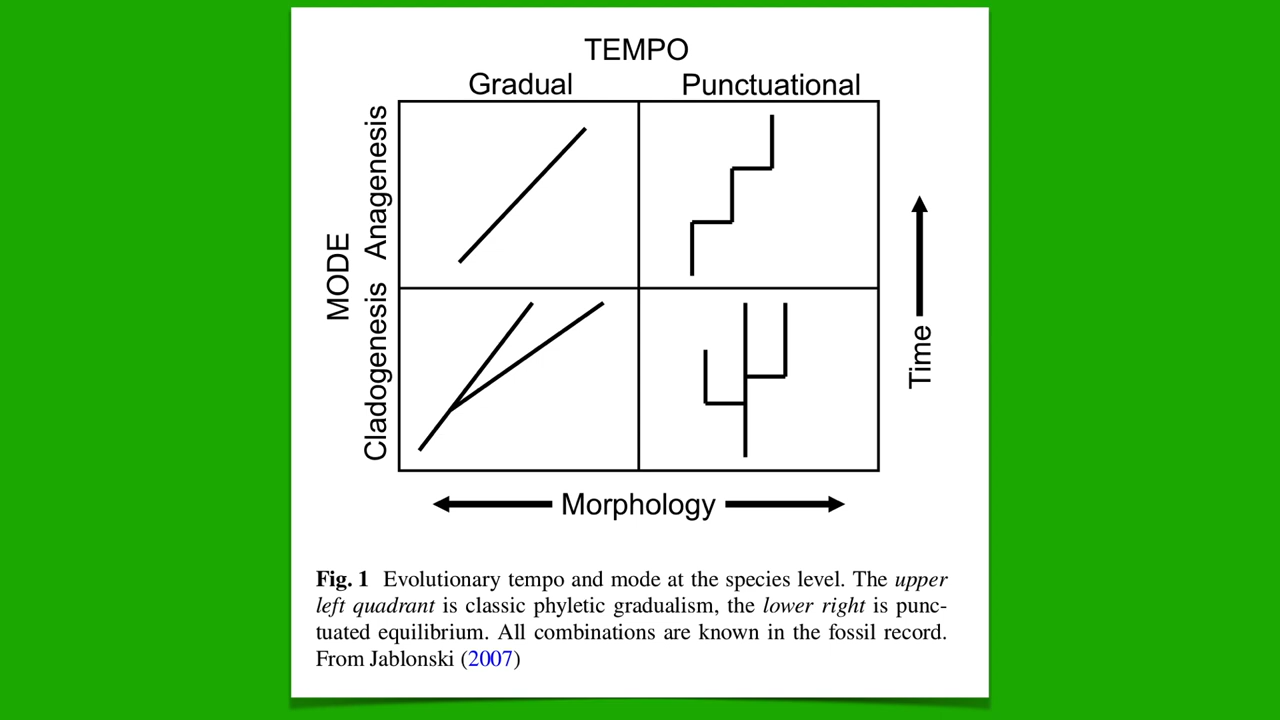 TEMPO
Gradual
Punctuational
MODE
Anagenesis
Cladogenesis
Time
Morphology
Fig. 1 Evolutionary tempo and mode at the species level. The upper
left quadrant is classic phyletic gradualism, the lower right is punc-
tuated equilibrium. All combinations are known in the fossil record.
From Jablonski (2007)